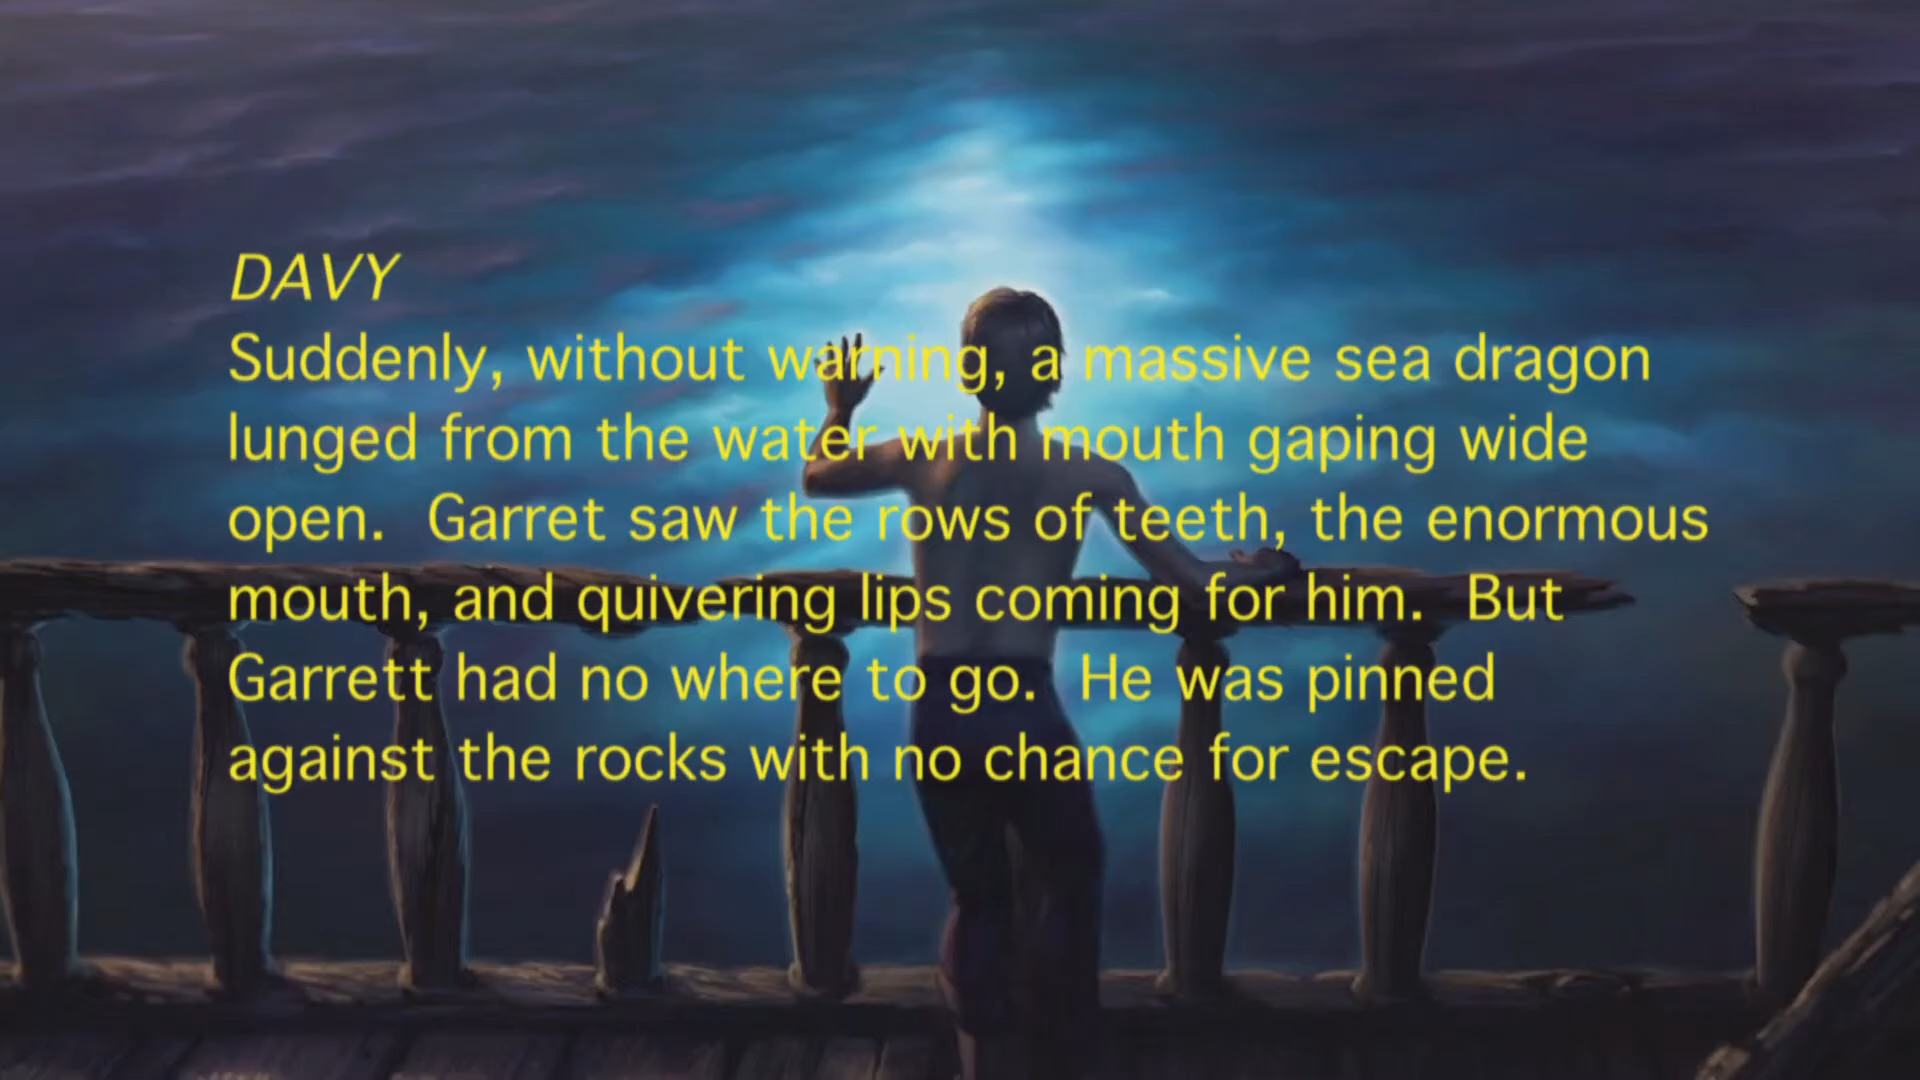 DAVY
Suddenly, without warning, a massive sea dragon
lunged from the water with mouth gaping wide
open.  Garret saw the rows of teeth, the enormous
mouth, and quivering lips coming for him.  But
Garrett had no where to go.  He was pinned
against the rocks with no chance for escape.